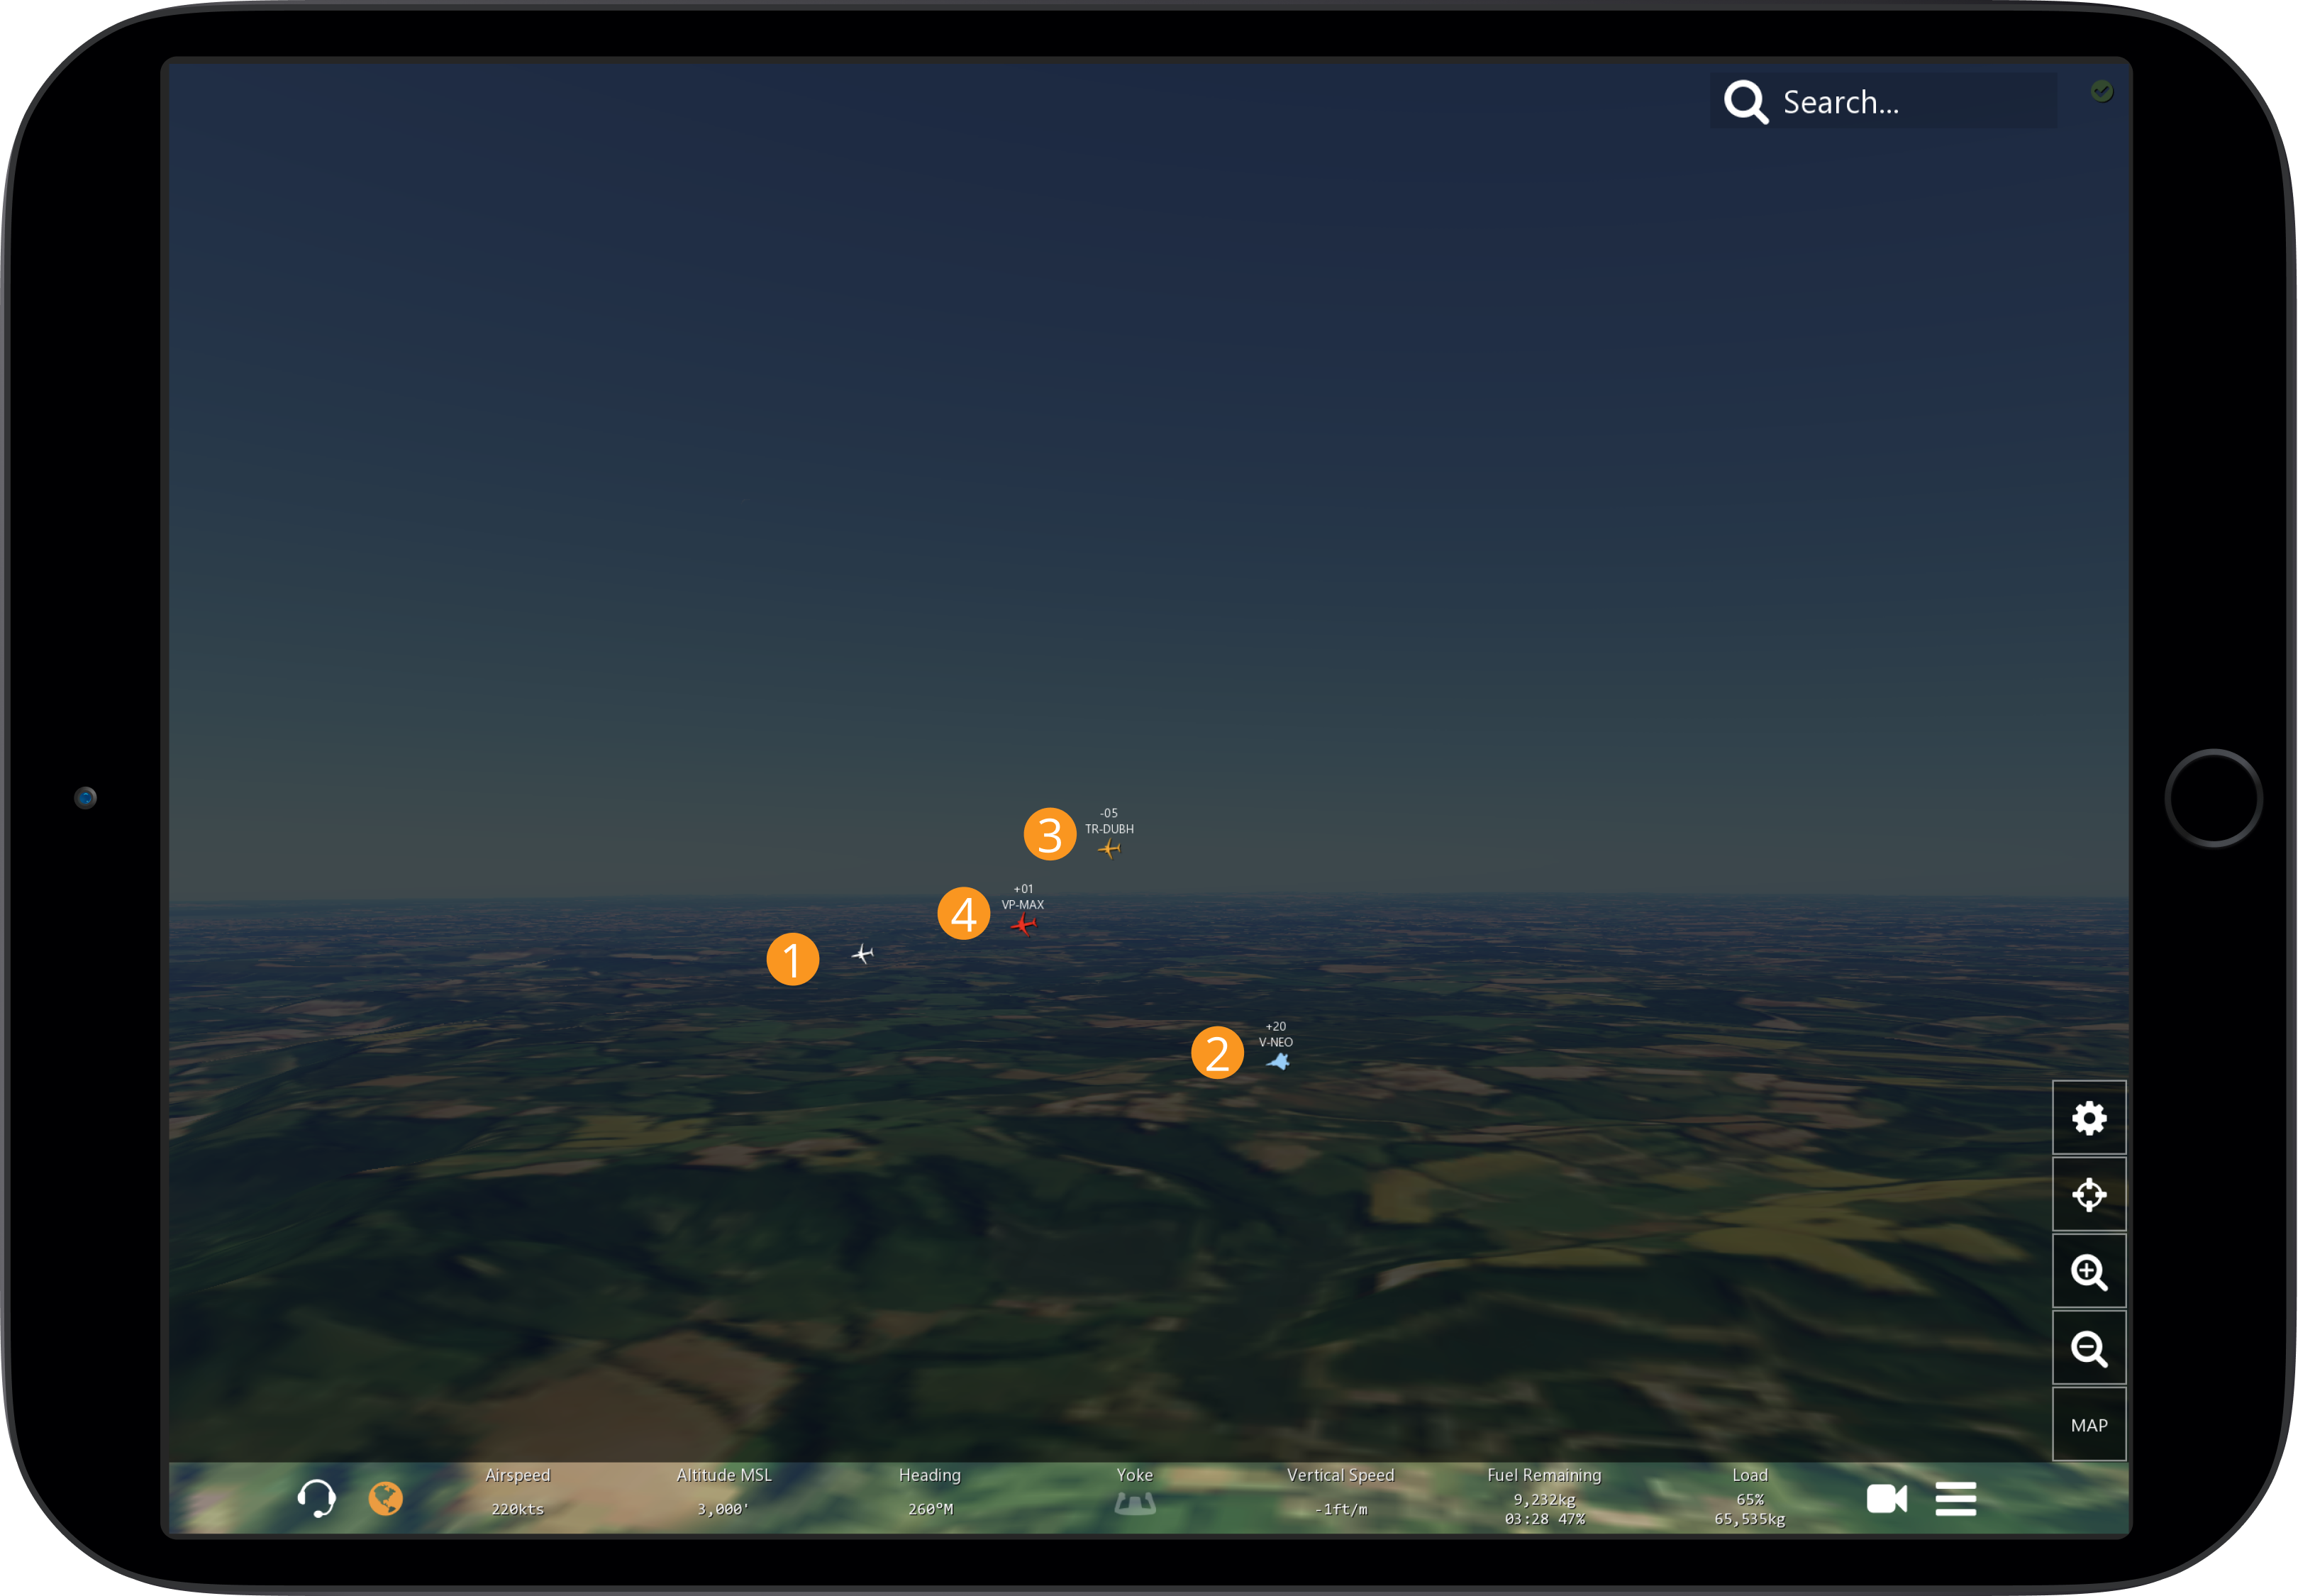 Search...
-05
TR-DUBH
3
+01
VP-MAX
4
1
+20
V-NEO
2
MAP
Airspeed
220kts
Altitude MSL
3,000'
Heading
260°M
Yoke
Vertical Speed
-1ft/m
Fuel Remaining
9,232kg
03:28 47%
Load
65%
65,535kg